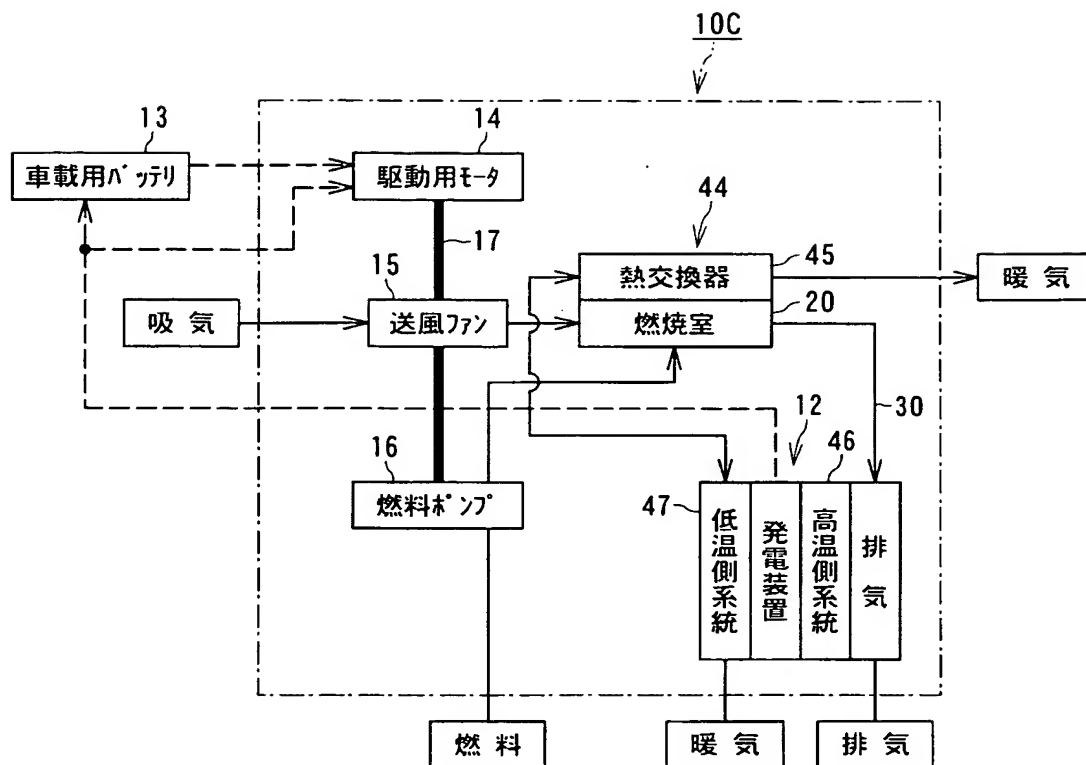 10C
13
14
車載用バッテリ
駆動用モータ
44
17
45
15
熱交換器
暖気
20
吸気
送風ファン
燃焼室
12
30
16
46
燃料ポンプ
47
低温側系統
発電装置
高温側系統
排気
燃料
暖気
排気